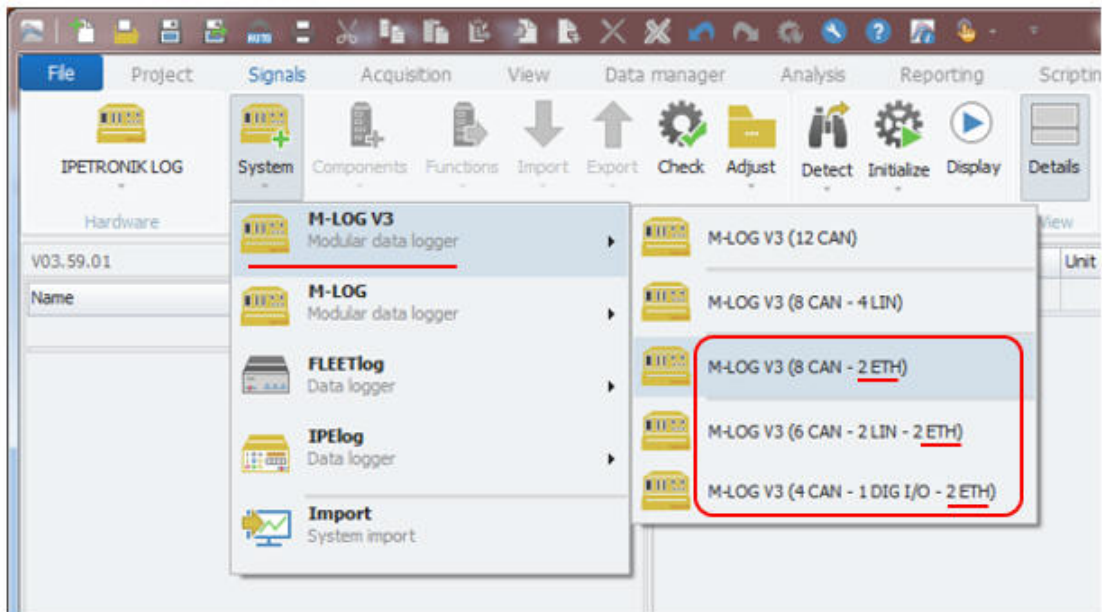 AUTO
File Project Signals Acquisition View Data manager Analysis Reporting Scriptin
IPETRONIK LOG System Components Functions Import Export Check Adjust Detect Initialize Display Details
Hardware View
V03.59.01 Unit
Name
M-LOG V3
Modular data logger
M-LOG
Modular data logger
FLEETlog
Data logger
IPElog
Data logger
Import
System import
M-LOG V3 (12 CAN)
M-LOG V3 (8 CAN - 4 LIN)
M-LOG V3 (8 CAN - 2 ETH)
M-LOG V3 (6 CAN - 2 LIN - 2 ETH)
M-LOG V3 (4 CAN - 1 DIG I/O - 2 ETH)